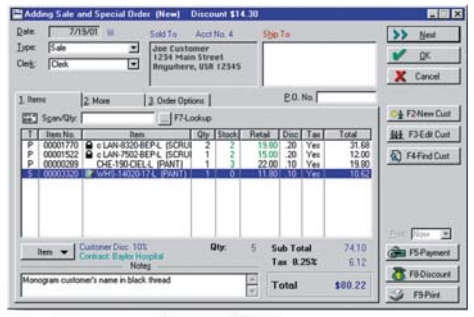 Adding Sale and Special Order (New) Discount $14.30
Date: 7/15/01 Sold To Acct No. 4 Ship To
Type: Sale
Clerk: Clerk
Joe Customer
1234 Main Street
Anywhere, USA 12345
>> Next
OK
Cancel
1. Items 2. More 3. Order Options P.O. No.
Scan/Qty: F7-Lookup
T Item No. Item Qty Stock Retail Disc Tax Total
P 00001770 c LAN-8320-BEP-L (SCRUI 2 2 19.80 .20 Yes 31.68
P 00001522 c LAN-7502-BEP-L (SCRUI 1 2 15.00 .20 Yes 12.00
P 00000289 CHE-190-CIEL-L (PANT) 1 3 22.00 .10 Yes 19.80
S 00003320 WHS-14020-17-L (PANT) 1 0 11.80 .10 Yes 10.62
F2-New Cust
F3-Edit Cust
F4-Find Cust
Print: Now
F5-Payment
F8-Discount
F9-Print
Item Customer Disc: 10%
Contract: Baylor Hospital
Qty: 5 Sub Total 74.10
Tax 8.25% 6.12
Total $80.22
Notes
Monogram customer's name in black thread